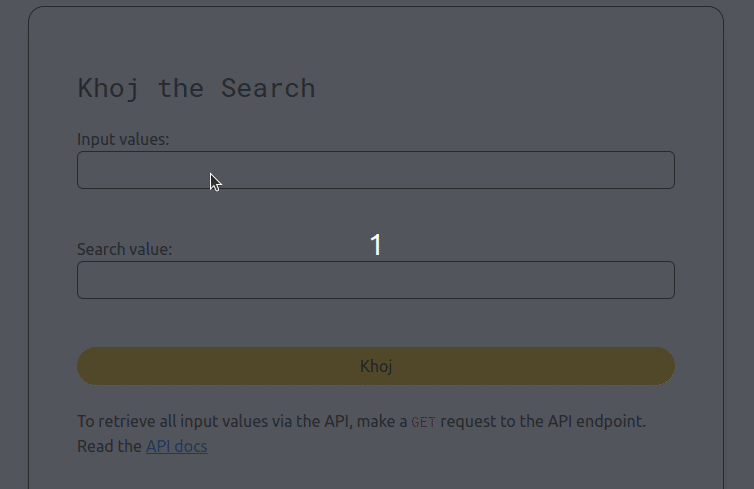 Khoj the Search
Input values:
1
Search value:
Khoj
To retrieve all input values via the API, make a GET request to the API endpoint.
Read the API docs